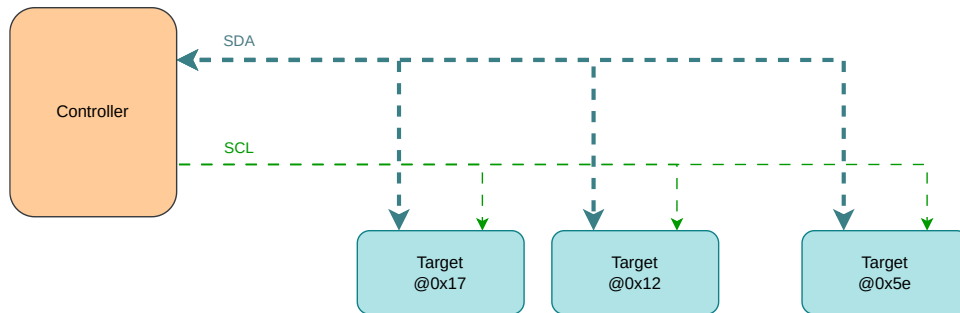 SDA
Controller
SCL
Target
@0x17
Target
@0x12
Target
@0x5e